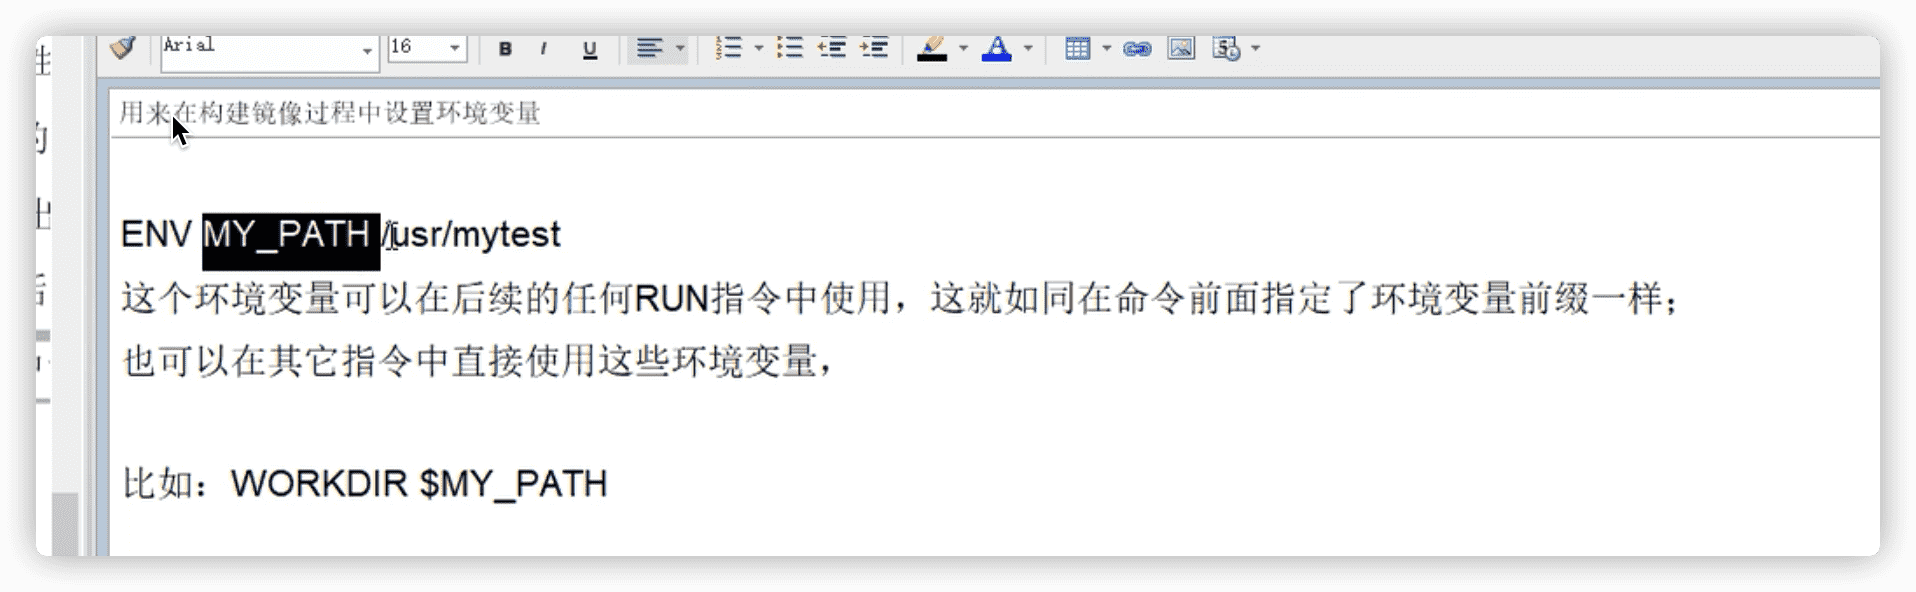 Arial
16
B I U
用来在构建镜像过程中设置环境变量
ENV MY_PATH /usr/mytest
这个环境变量可以在后续的任何RUN指令中使用，这就如同在命令前面指定了环境变量前缀一样；
也可以在其它指令中直接使用这些环境变量，
比如：WORKDIR $MY_PATH